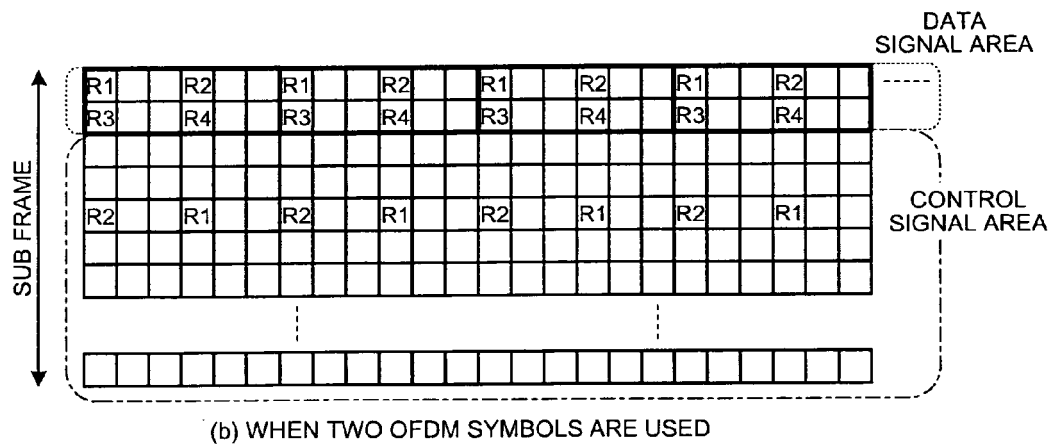 DATA
SIGNAL AREA
R1 R2 R1 R2 R1 R2 R1 R2
R3 R4 R3 R4 R3 R4 R3 R4
SUB FRAME
R2 R1 R2 R1 R2 R1 R2 R1
CONTROL
SIGNAL AREA
(b) WHEN TWO OFDM SYMBOLS ARE USED